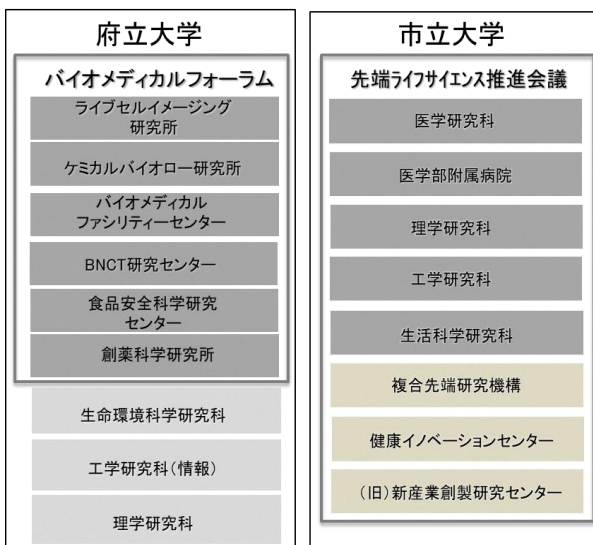 府立大学
バイオメディカルフォーラム
ライブセルイメージング
研究所
ケミカルバイオロー研究所
バイオメディカル
ファシリティーセンター
BNCT研究センター
食品安全科学研究
センター
創薬科学研究所
生命環境科学研究科
工学研究科(情報)
理学研究科
市立大学
先端ライフサイエンス推進会議
医学研究科
医学部附属病院
理学研究科
工学研究科
生活科学研究科
複合先端研究機構
健康イノベーションセンター
(旧)新産業創製研究センター